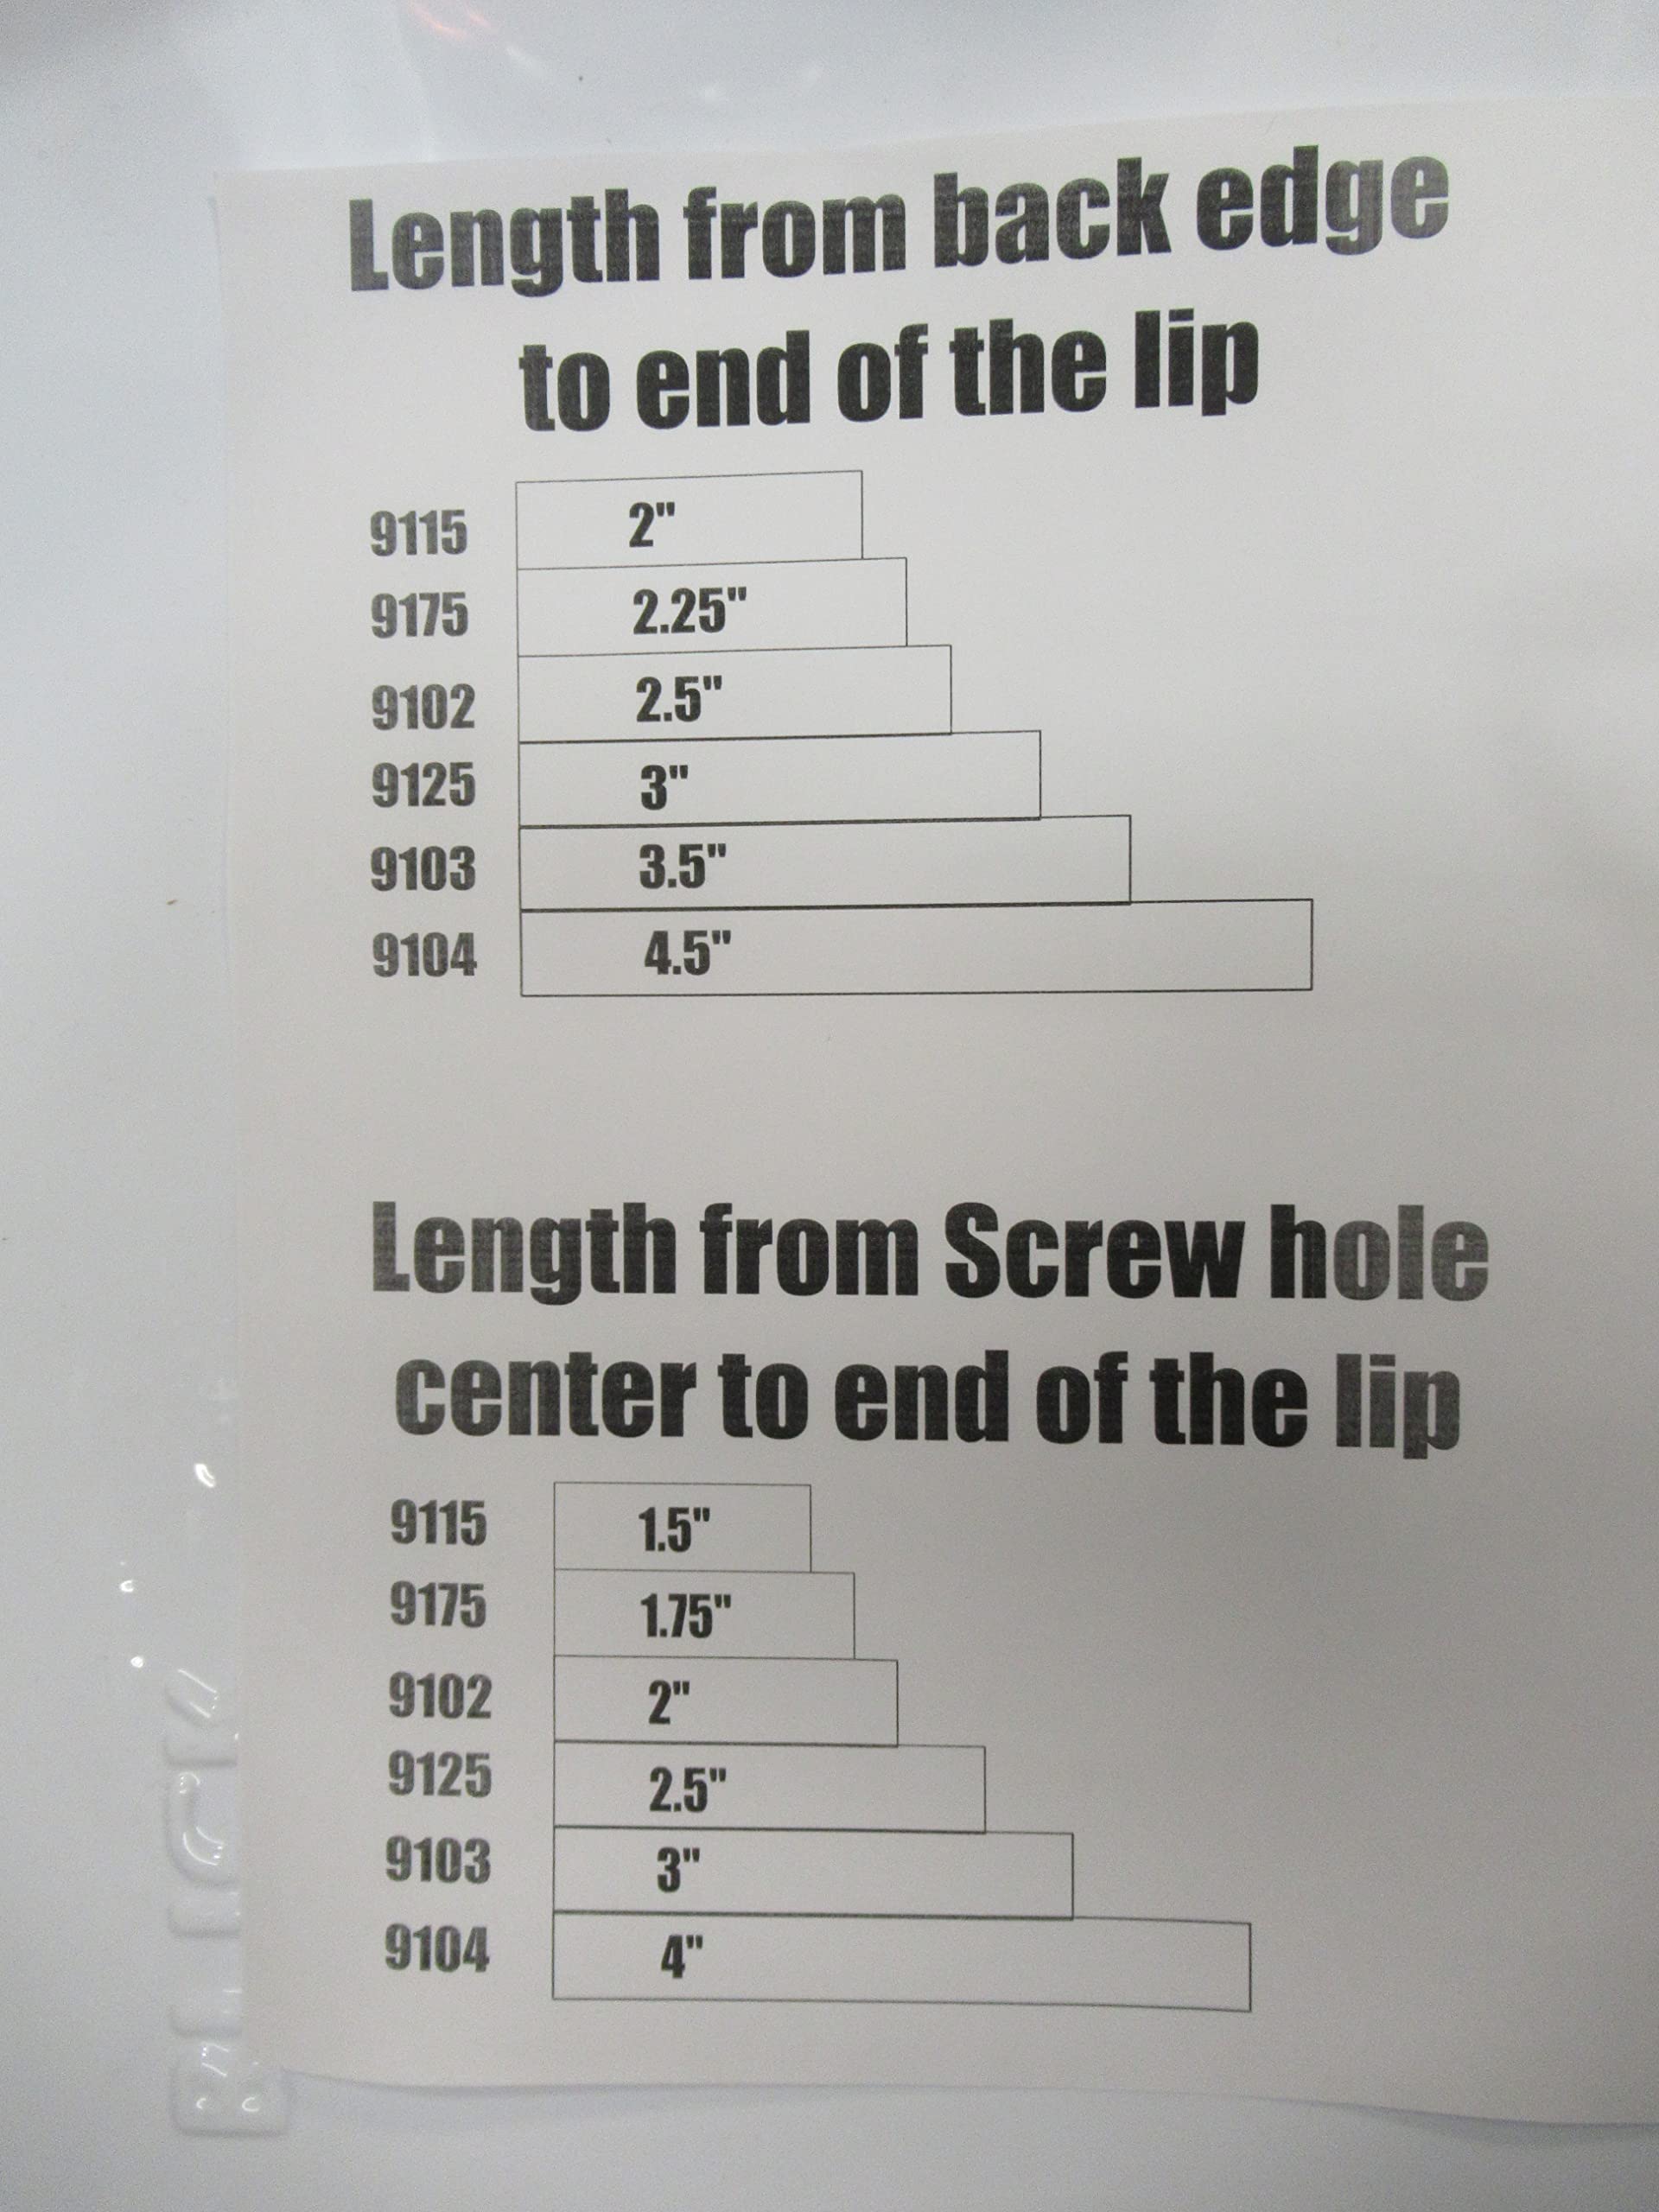 Length from back edge
to end of the lip
9115 2"
9175 2.25"
9102 2.5"
9125 3"
9103 3.5"
9104 4.5"
Length from Screw hole
center to end of the lip
9115 1.5"
9175 1.75"
9102 2"
9125 2.5"
9103 3"
9104 4"
BLICK